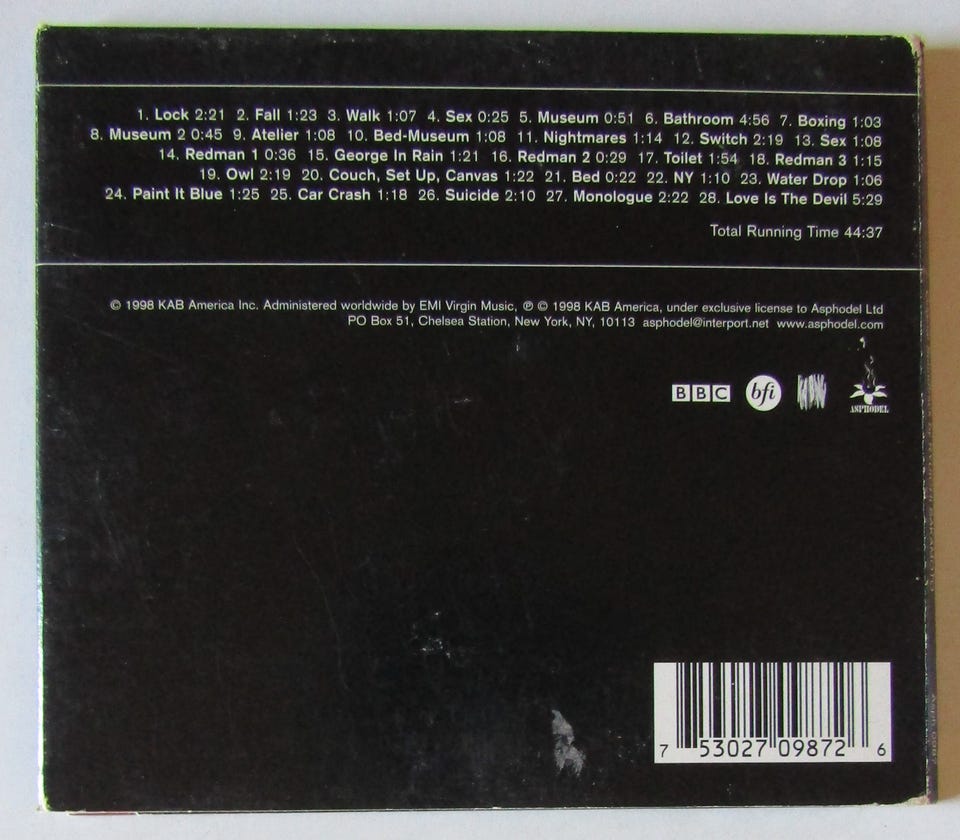 1. Lock 2:21 2. Fall 1:23 3. Walk 1:07 4. Sex 0:25 5. Museum 0:51 6. Bathroom 4:56 7. Boxing 1:03
8. Museum 2 0:45 9. Atelier 1:08 10. Bed-Museum 1:08 11. Nightmares 1:14 12. Switch 2:19 13. Sex 1:08
14. Redman 1 0:36 15. George In Rain 1:21 16. Redman 2 0:29 17. Toilet 1:54 18. Redman 3 1:15
19. Owl 2:19 20. Couch, Set Up, Canvas 1:22 21. Bed 0:22 22. NY 1:10 23. Water Drop 1:06
24. Paint It Blue 1:25 25. Car Crash 1:18 26. Suicide 2:10 27. Monologue 2:22 28. Love Is The Devil 5:29
Total Running Time 44:37
© 1998 KAB America Inc. Administered worldwide by EMI Virgin Music, ℗ © 1998 KAB America, under exclusive license to Asphodel Ltd
PO Box 51, Chelsea Station, New York, NY, 10113 asphodel@interport.net www.asphodel.com
BBC bfi
ASPHODEL
7 53027 09872 6